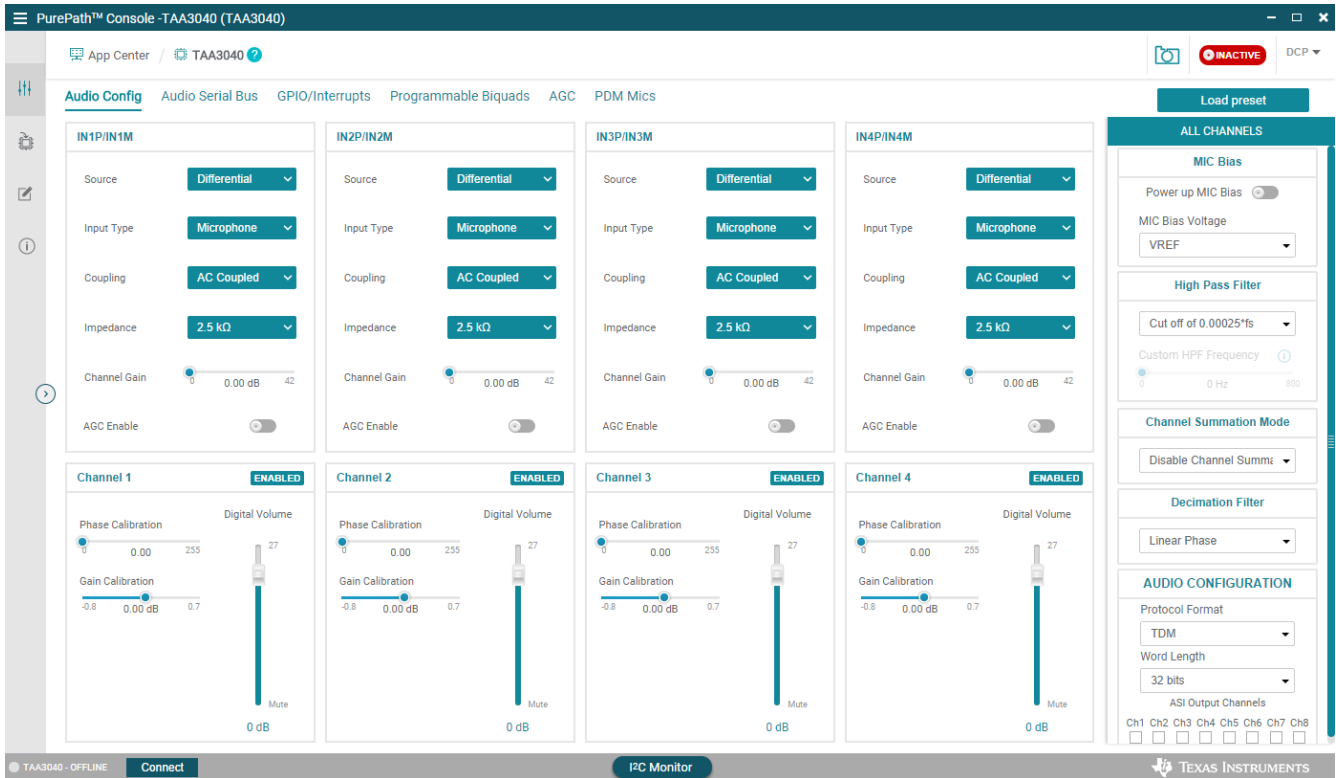 PurePath™ Console -TAA3040 (TAA3040)
App Center / TAA3040 ?
INACTIVE
DCP
Audio Config Audio Serial Bus GPIO/Interrupts Programmable Biquads AGC PDM Mics
Load preset
IN1P/IN1M
Source Differential
Input Type Microphone
Coupling AC Coupled
Impedance 2.5 kΩ
Channel Gain 0 0.00 dB 42
AGC Enable
IN2P/IN2M
Source Differential
Input Type Microphone
Coupling AC Coupled
Impedance 2.5 kΩ
Channel Gain 0 0.00 dB 42
AGC Enable
IN3P/IN3M
Source Differential
Input Type Microphone
Coupling AC Coupled
Impedance 2.5 kΩ
Channel Gain 0 0.00 dB 42
AGC Enable
IN4P/IN4M
Source Differential
Input Type Microphone
Coupling AC Coupled
Impedance 2.5 kΩ
Channel Gain 0 0.00 dB 42
AGC Enable
Channel 1 ENABLED
Digital Volume
Phase Calibration
0 0.00 255
27
Gain Calibration
-0.8 0.00 dB 0.7
Mute
0 dB
Channel 2 ENABLED
Digital Volume
Phase Calibration
0 0.00 255
27
Gain Calibration
-0.8 0.00 dB 0.7
Mute
0 dB
Channel 3 ENABLED
Digital Volume
Phase Calibration
0 0.00 255
27
Gain Calibration
-0.8 0.00 dB 0.7
Mute
0 dB
Channel 4 ENABLED
Digital Volume
Phase Calibration
0 0.00 255
27
Gain Calibration
-0.8 0.00 dB 0.7
Mute
0 dB
ALL CHANNELS
MIC Bias
Power up MIC Bias
MIC Bias Voltage
VREF
High Pass Filter
Cut off of 0.00025*fs
Custom HPF Frequency
0 0 Hz 800
Channel Summation Mode
Disable Channel Summa
Decimation Filter
Linear Phase
AUDIO CONFIGURATION
Protocol Format
TDM
Word Length
32 bits
ASI Output Channels
Ch1 Ch2 Ch3 Ch4 Ch5 Ch6 Ch7 Ch8
TAA3040 - OFFLINE Connect
I²C Monitor
TEXAS INSTRUMENTS